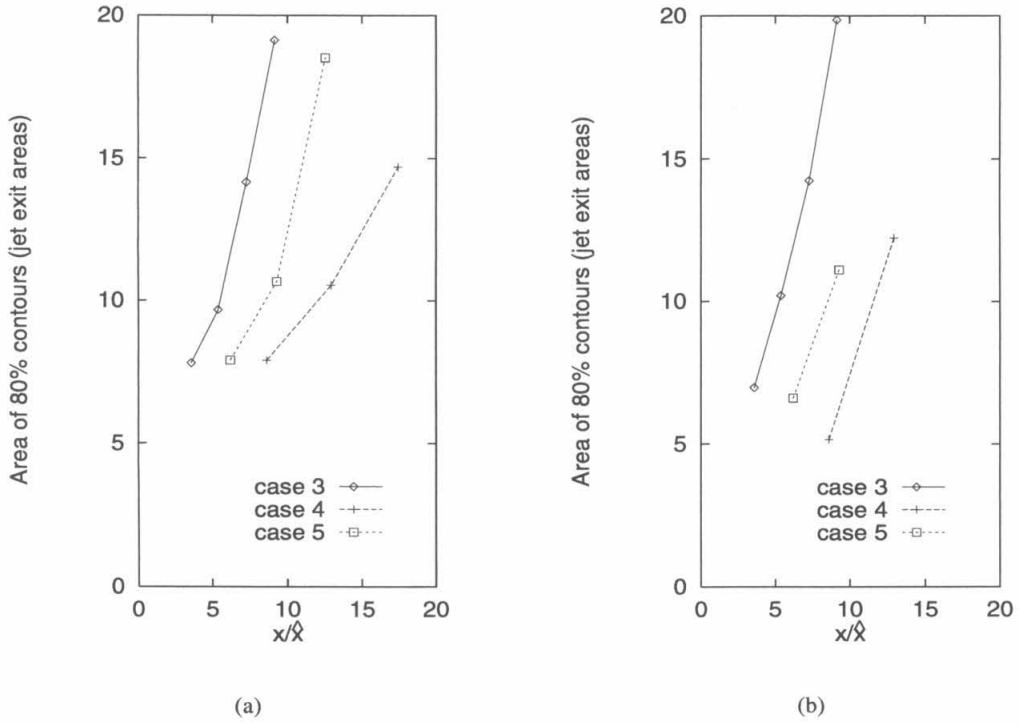 Area of 80% contours (jet exit areas)
20
15
10
5
0
case 3
case 4
case 5
0 5 10 15 20
x/x̂
(a)
Area of 80% contours (jet exit areas)
20
15
10
5
0
case 3
case 4
case 5
0 5 10 15 20
x/x̂
(b)